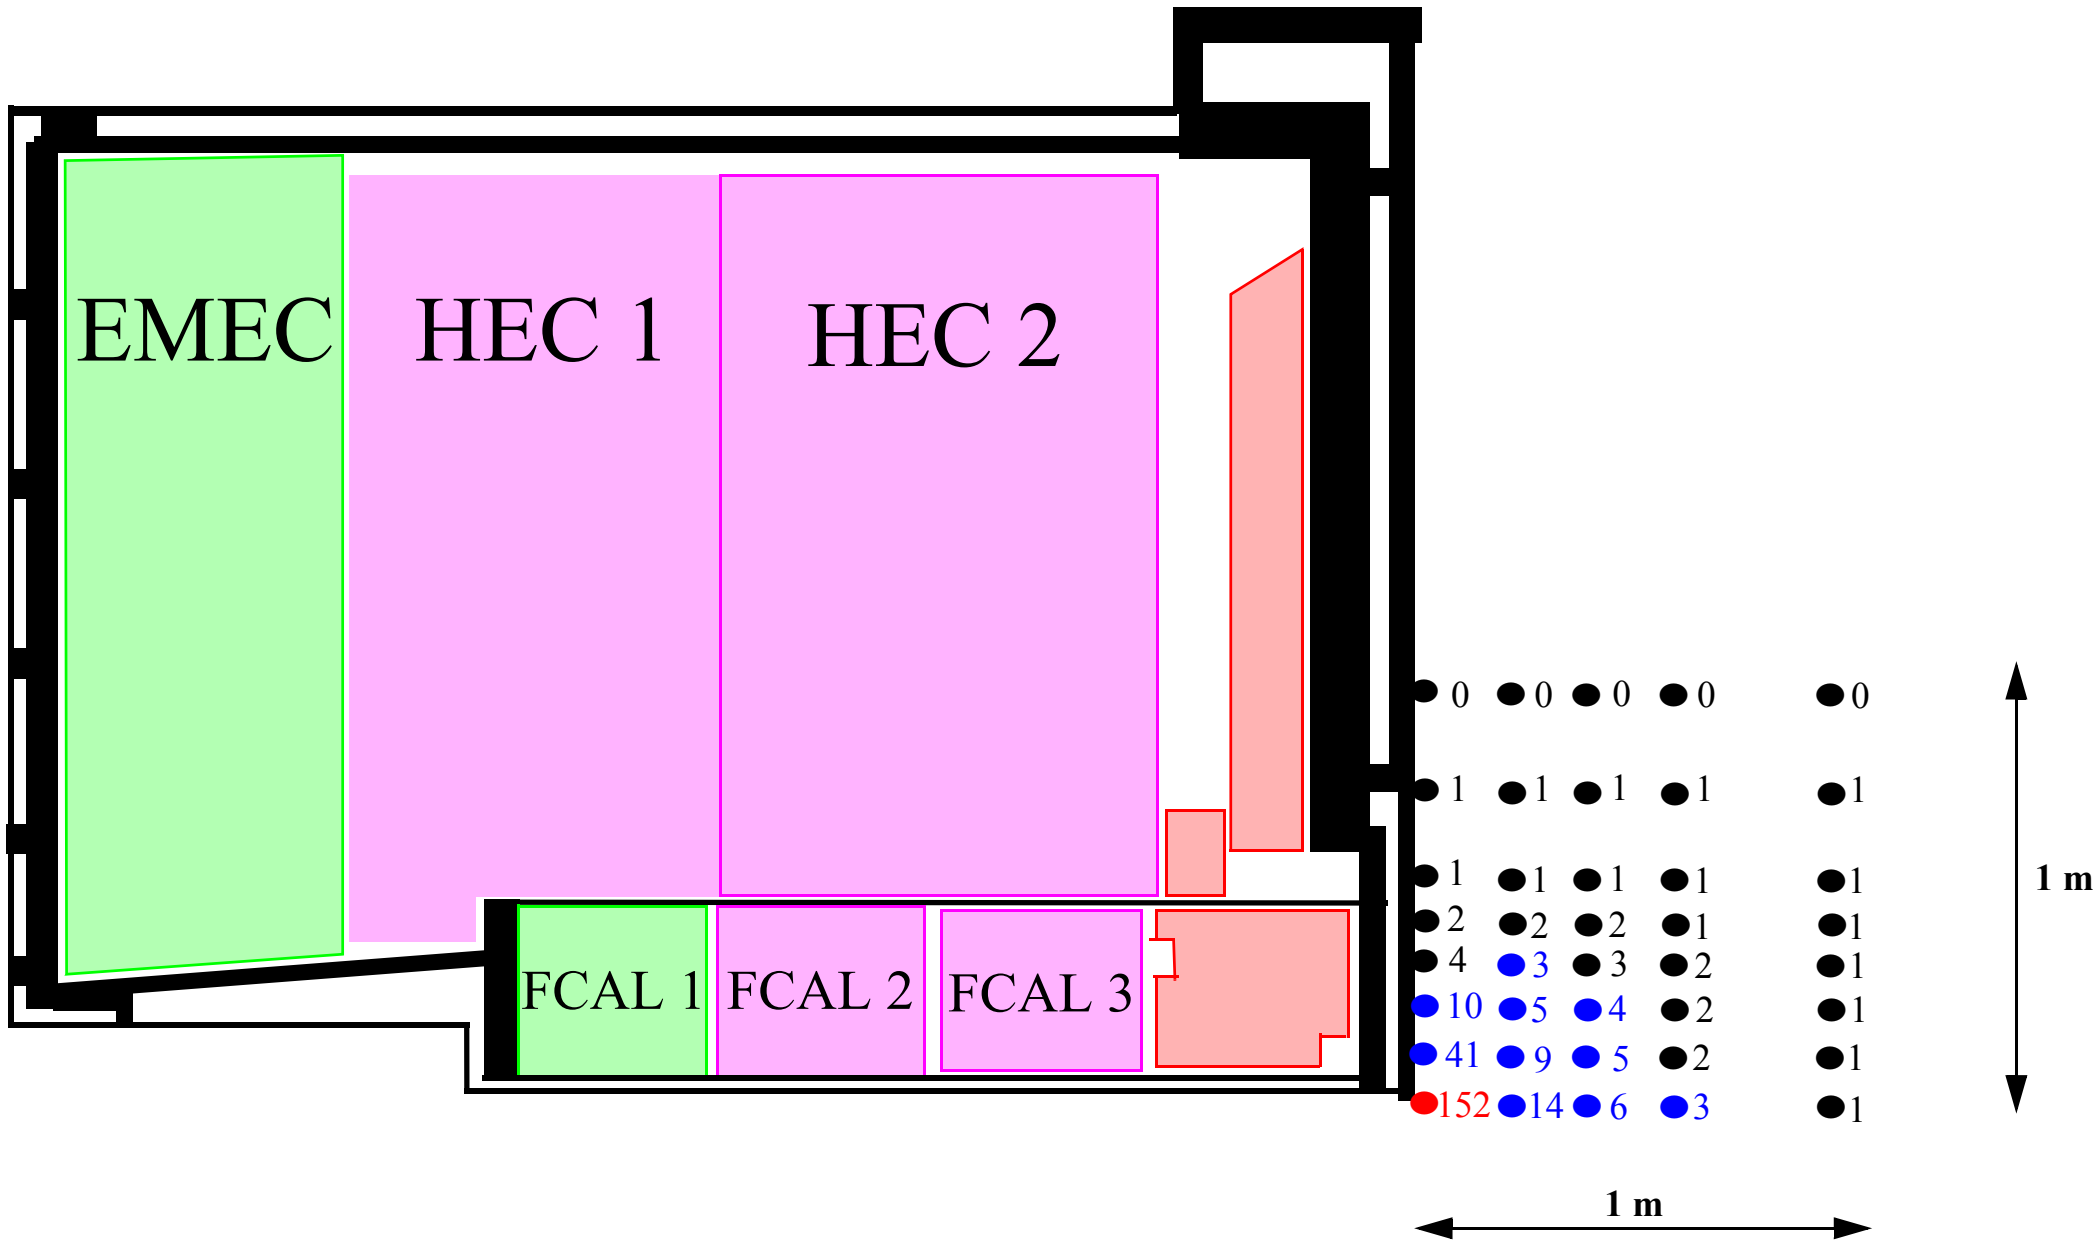 EMEC HEC 1 HEC 2
0 0 0 0 0
1 1 1 1 1
1 m
1 1 1 1 1
2 2 2 1 1
4 3 3 2 1
FCAL 1 FCAL 2 FCAL 3
10 5 4 2 1
41 9 5 2 1
152 14 6 3 1
1 m